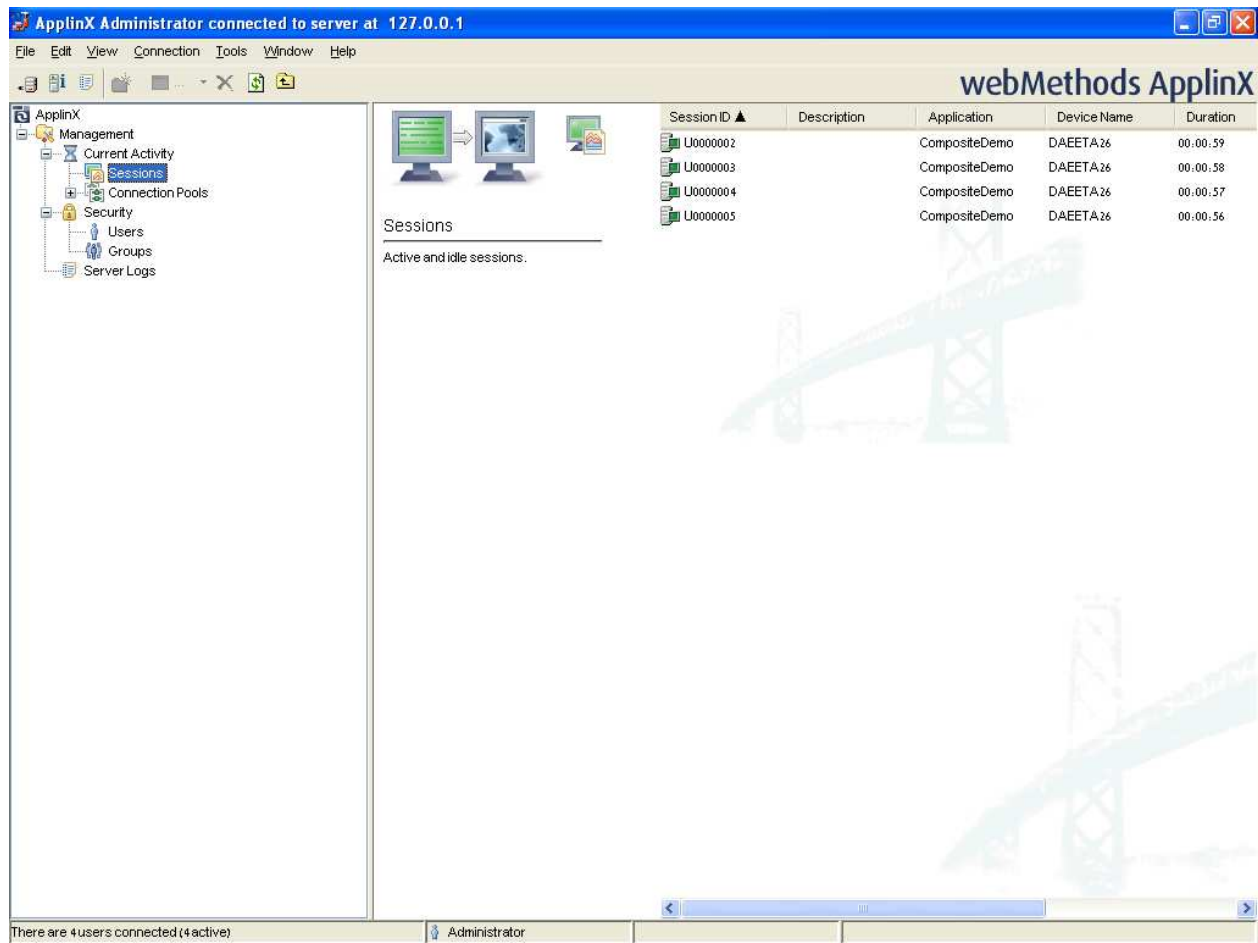 ApplinX Administrator connected to server at 127.0.0.1
File Edit View Connection Tools Window Help
webMethods ApplinX
ApplinX
Management
Current Activity
Sessions
Connection Pools
Security
Users
Groups
Server Logs
Sessions
Active and idle sessions.
Session ID Description Application Device Name Duration
U0000002 CompositeDemo DAEETA26 00:00:59
U0000003 CompositeDemo DAEETA26 00:00:58
U0000004 CompositeDemo DAEETA26 00:00:57
U0000005 CompositeDemo DAEETA26 00:00:56
There are 4 users connected (4 active) Administrator